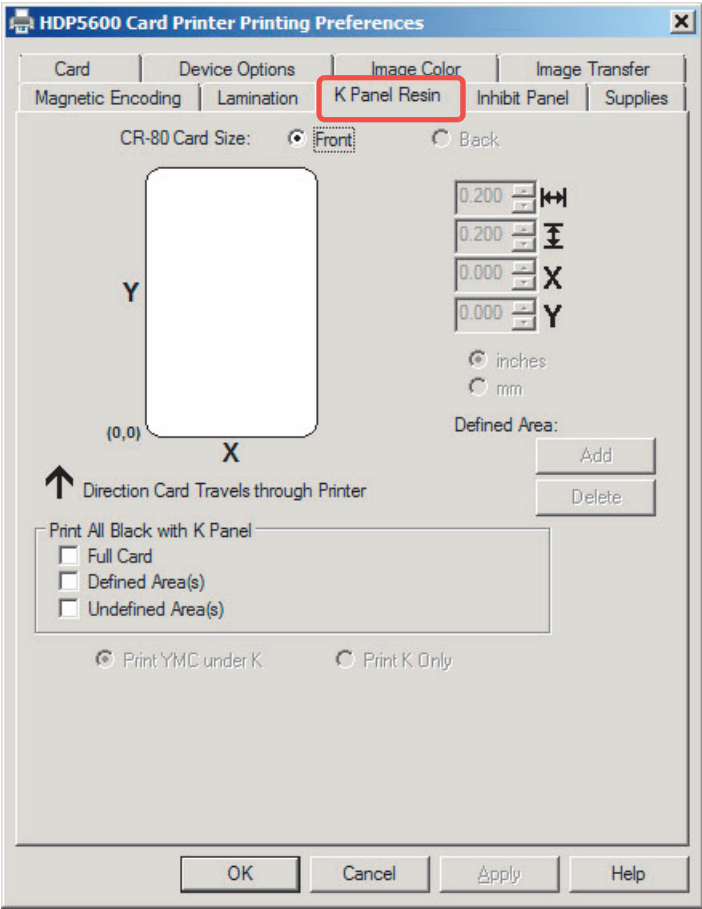 HDP5600 Card Printer Printing Preferences
Card Device Options Image Color Image Transfer
Magnetic Encoding Lamination K Panel Resin Inhibit Panel Supplies
CR-80 Card Size: Front Back
0.200
0.200
0.000 X
0.000 Y
Y
inches
mm
(0,0)
X
Defined Area:
Add
Delete
Direction Card Travels through Printer
Print All Black with K Panel
Full Card
Defined Area(s)
Undefined Area(s)
Print YMC under K Print K Only
OK Cancel Apply Help